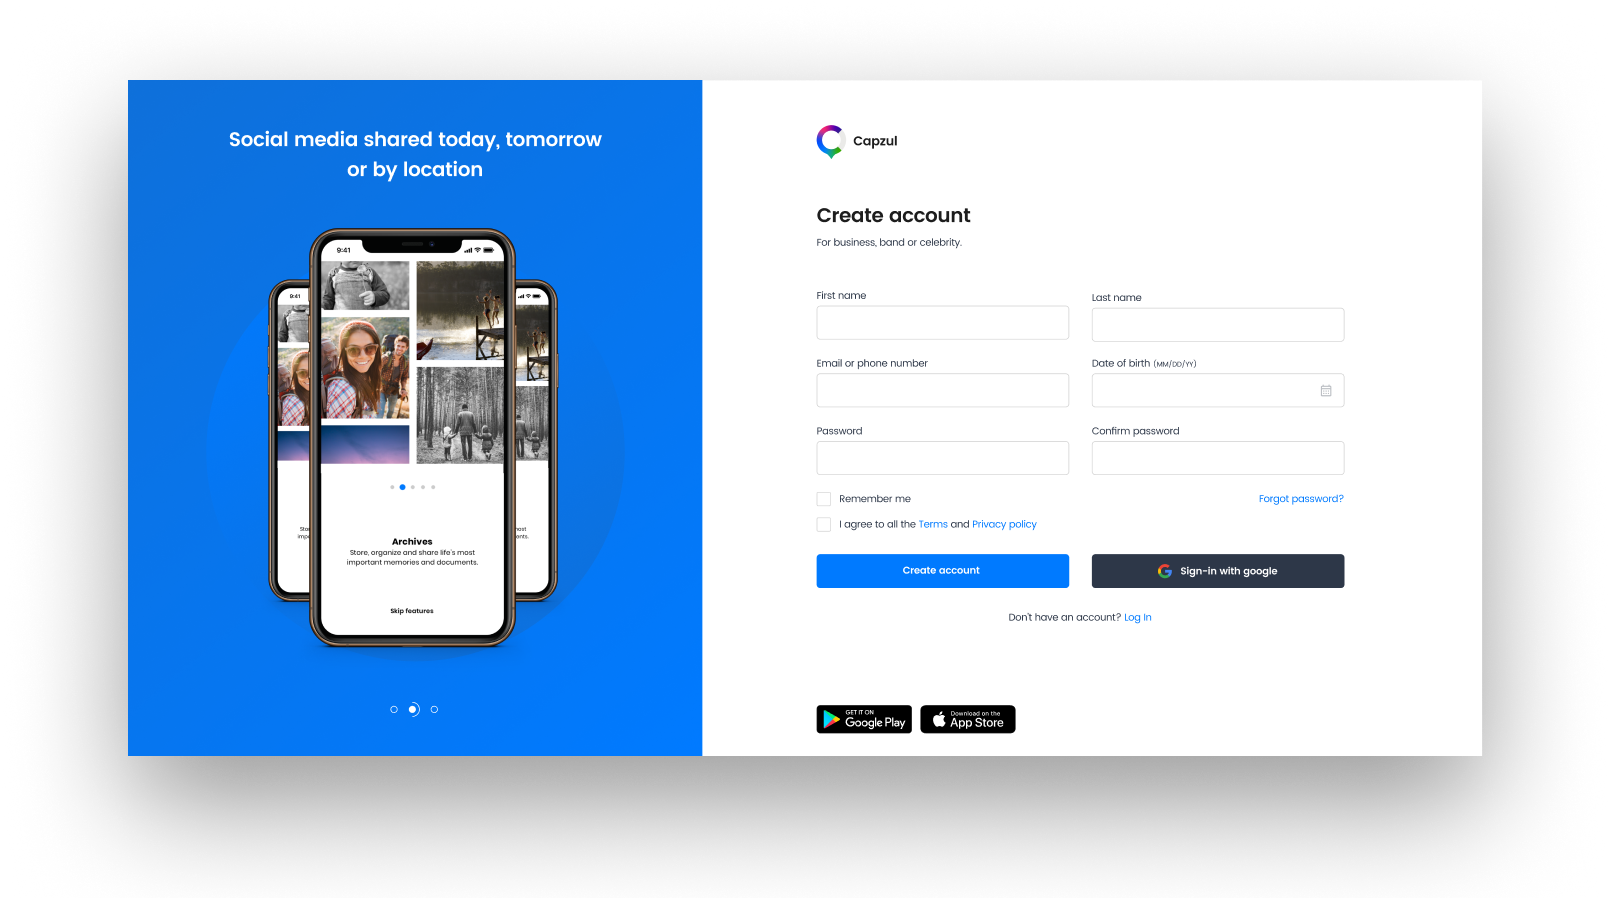 Social media shared today, tomorrow
or by location
9:41
9:41
Archives
Store, organize and share life's most
important memories and documents.
Skip features
Capzul
Create account
For business, band or celebrity.
First name
Last name
Email or phone number
Date of birth (MM/DD/YY)
Password
Confirm password
Remember me
Forgot password?
I agree to all the Terms and Privacy policy
Create account
Sign-in with google
Don't have an account? Log In
GET IT ON
Google Play
Download on the
App Store